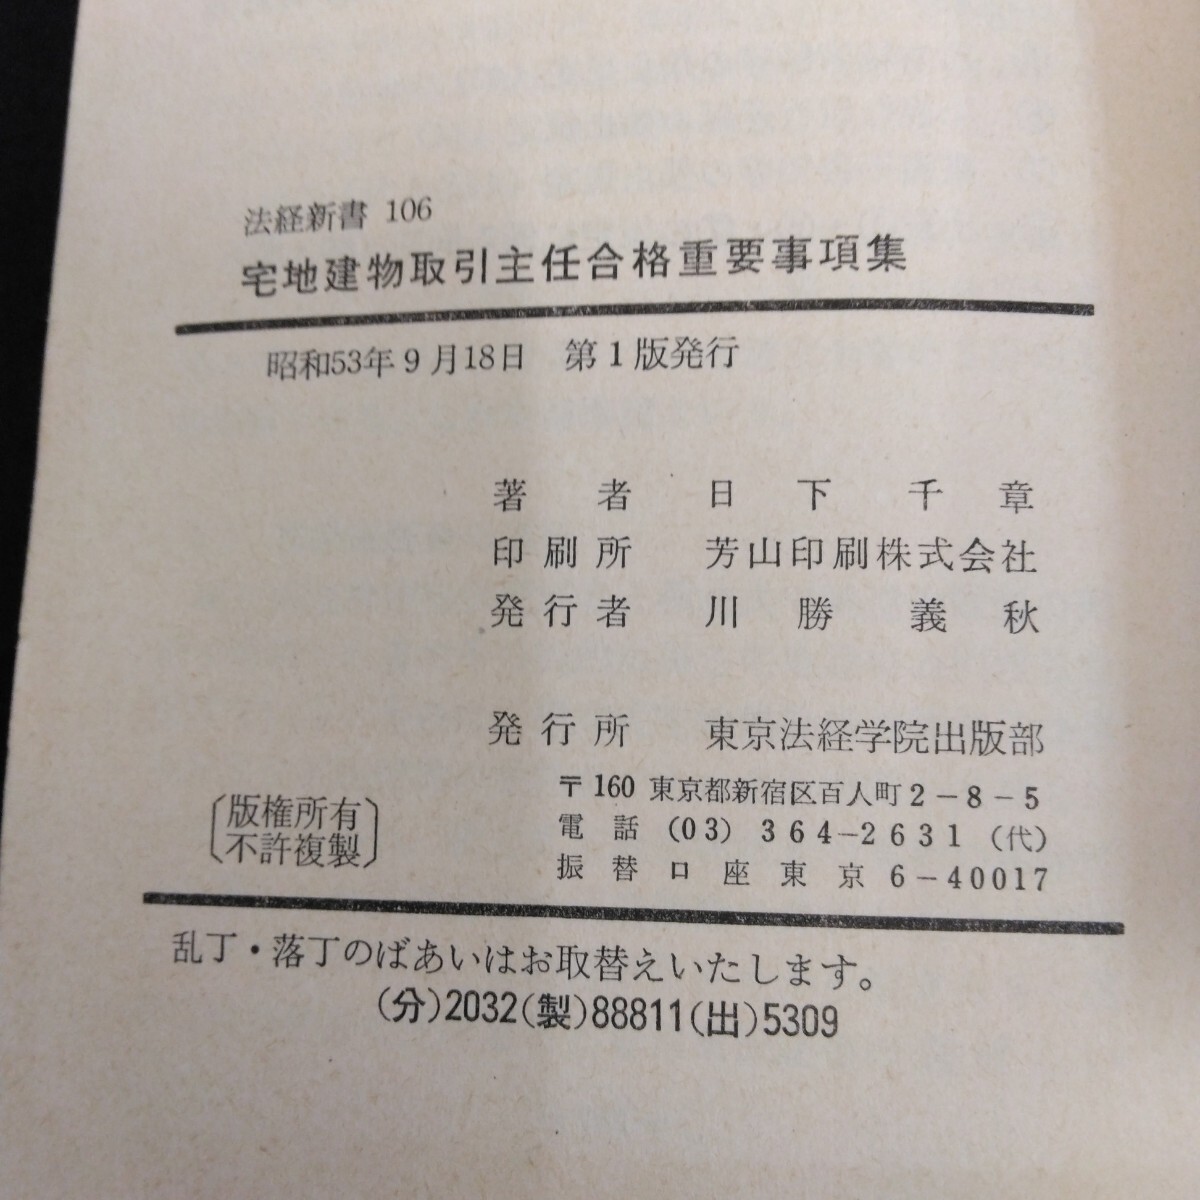 法経新書 106
宅地建物取引主任合格重要事項集
昭和53年9月18日 第1版発行
著者 日下千章
印刷所 芳山印刷株式会社
発行者 川勝義秋
発行所 東京法経学院出版部
〒160 東京都新宿区百人町2-8-5
電話 (03) 364-2631 (代)
振替口座東京 6-40017
〔版権所有
不許複製〕
乱丁・落丁のばあいはお取替えいたします。
(分)2032(製)88811(出)5309